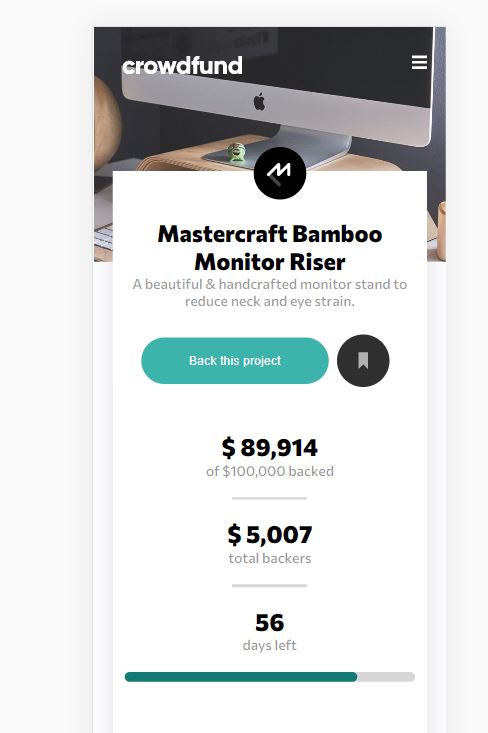 crowdfund
Mastercraft Bamboo
Monitor Riser
A beautiful & handcrafted monitor stand to
reduce neck and eye strain.
Back this project
$ 89,914
of $100,000 backed
$ 5,007
total backers
56
days left